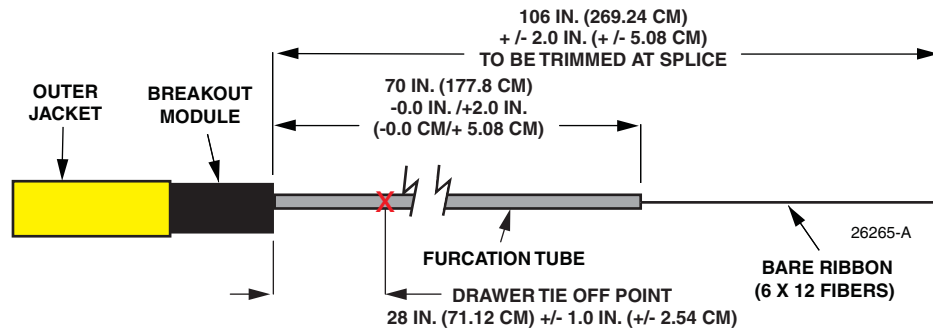 106 IN. (269.24 CM)
+ /- 2.0 IN. (+ /- 5.08 CM)
TO BE TRIMMED AT SPLICE
70 IN. (177.8 CM)
-0.0 IN. /+2.0 IN.
(-0.0 CM/+ 5.08 CM)
OUTER
JACKET
BREAKOUT
MODULE
X
26265-A
FURCATION TUBE
BARE RIBBON
(6 X 12 FIBERS)
DRAWER TIE OFF POINT
28 IN. (71.12 CM) +/- 1.0 IN. (+/- 2.54 CM)